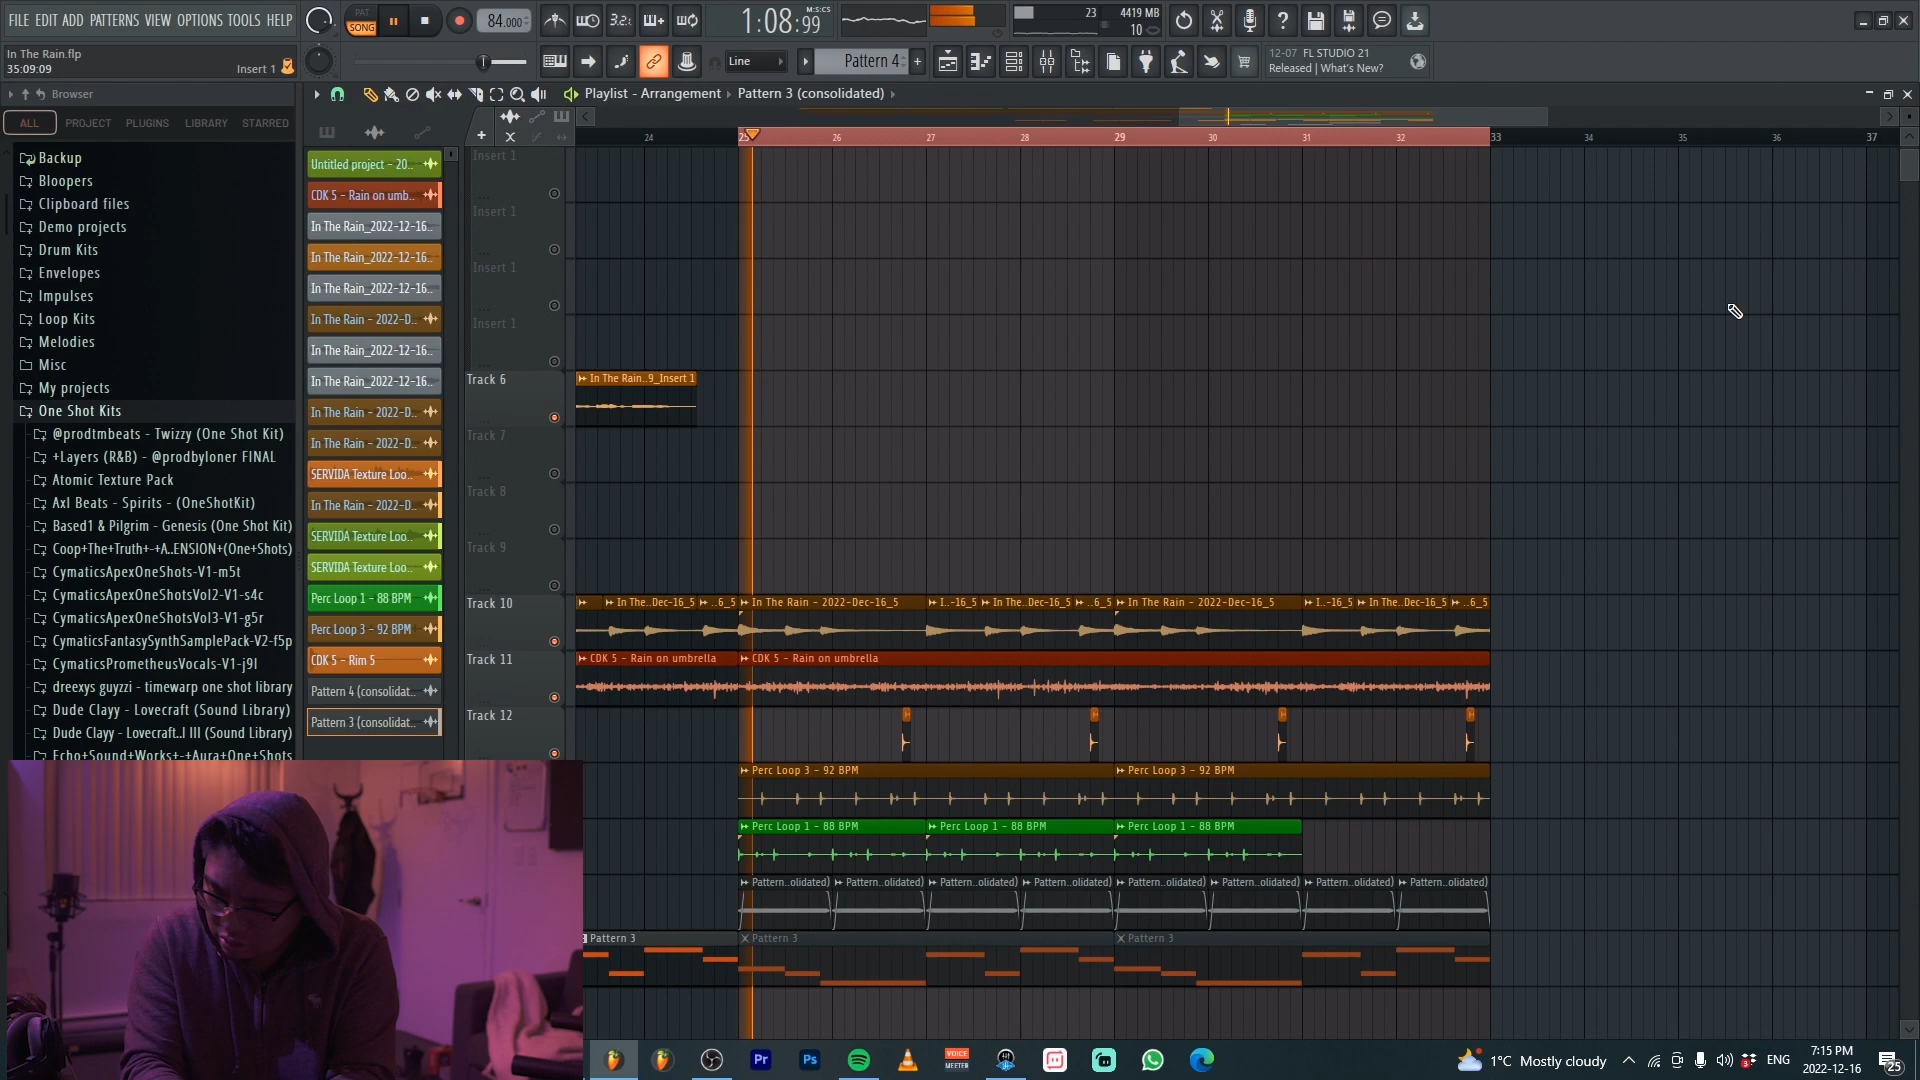 FILE EDIT ADD PATTERNS VIEW OPTIONS TOOLS HELP
PAT
SONG
84.000
3.2
1:08:99
M:S:CS
23
4419 MB
10
In The Rain.flp
35:09:09
Insert 1
Line
Pattern 4
12-07 FL STUDIO 21
Released | What's New?
Browser
Playlist - Arrangement
Pattern 3 (consolidated)
ALL
PROJECT
PLUGINS
LIBRARY
STARRED
24
25
26
27
28
29
30
31
32
33
34
35
36
37
Backup
Bloopers
Clipboard files
Demo projects
Drum Kits
Envelopes
Impulses
Loop Kits
Melodies
Misc
My projects
One Shot Kits
@prodtmbeats - Twizzy (One Shot Kit)
+Layers (R&B) - @prodbyloner FINAL
Atomic Texture Pack
Axl Beats - Spirits - (OneShotKit)
Based1 & Pilgrim - Genesis (One Shot Kit)
Coop+The+Truth+-+A..ENSION+(One+Shots)
CymaticsApexOneShots-V1-m5t
CymaticsApexOneShotsVol2-V1-s4c
CymaticsApexOneShotsVol3-V1-g5r
CymaticsFantasySynthSamplePack-V2-f5p
CymaticsPrometheusVocals-V1-j9l
dreexys guyzzi - timewarp one shot library
Dude Clayy - Lovecraft (Sound Library)
Dude Clayy - Lovecraft..l III (Sound Library)
Echo+Sound+Works+-+Aura+One+Shots
Untitled project - 20..
CDK 5 - Rain on umb..
In The Rain_2022-12-16..
In The Rain_2022-12-16..
In The Rain_2022-12-16..
In The Rain - 2022-D..
In The Rain_2022-12-16..
In The Rain_2022-12-16..
In The Rain - 2022-D..
In The Rain - 2022-D..
SERVIDA Texture Loo..
In The Rain - 2022-D..
SERVIDA Texture Loo..
SERVIDA Texture Loo..
Perc Loop 1 - 88 BPM
Perc Loop 3 - 92 BPM
CDK 5 - Rim 5
Pattern 4 (consolidat..
Pattern 3 (consolidat..
Insert 1
Insert 1
Insert 1
Insert 1
Track 6
In The Rain..9_Insert 1
Track 7
Track 8
Track 9
Track 10
In The..Dec-16_5
..6_5
In The Rain - 2022-Dec-16_5
I..-16_5
In The..Dec-16_5
..6_5
In The Rain - 2022-Dec-16_5
I..-16_5
In The..Dec-16_5
..6_5
Track 11
CDK 5 - Rain on umbrella
CDK 5 - Rain on umbrella
Track 12
Perc Loop 3 - 92 BPM
Perc Loop 3 - 92 BPM
Perc Loop 1 - 88 BPM
Perc Loop 1 - 88 BPM
Perc Loop 1 - 88 BPM
Pattern..olidated)
Pattern..olidated)
Pattern..olidated)
Pattern..olidated)
Pattern..olidated)
Pattern..olidated)
Pattern..olidated)
Pattern..olidated)
Pattern 3
Pattern 3
Pattern 3
Pr
Ps
VOICE
MEETER
1°C Mostly cloudy
ENG
7:15 PM
2022-12-16
25